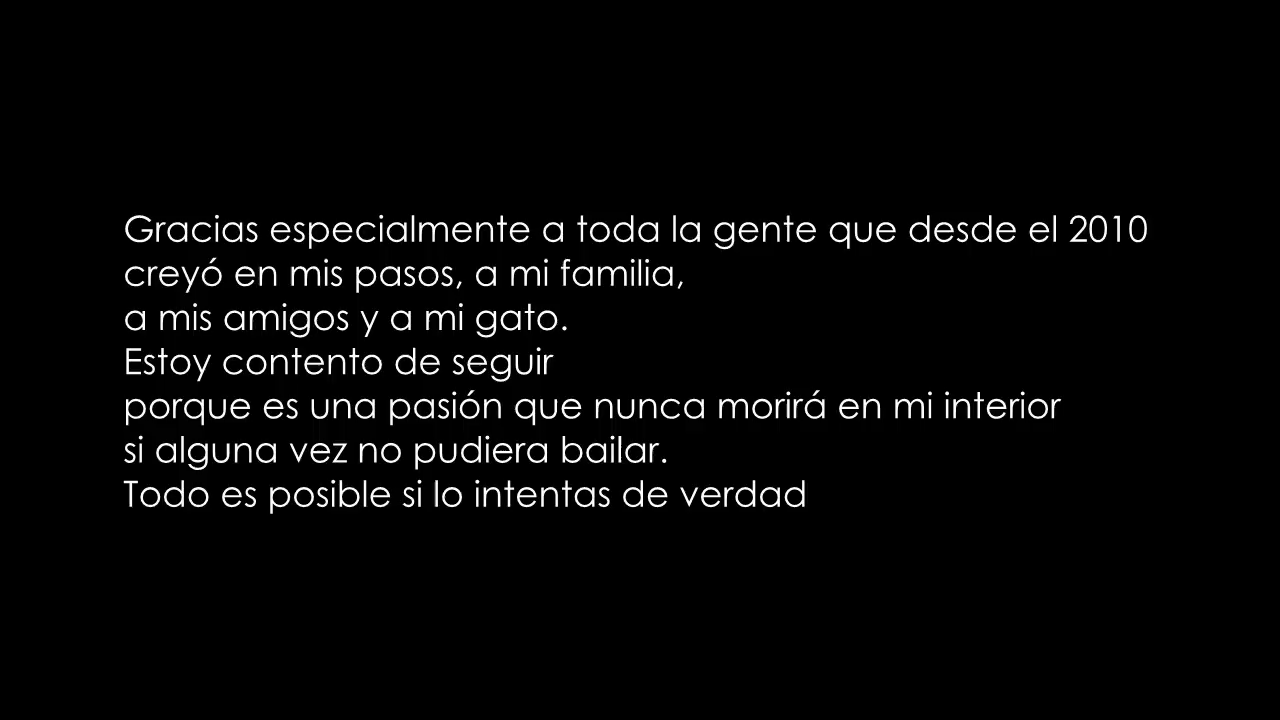 Gracias especialmente a toda la gente que desde el 2010
creyó en mis pasos, a mi familia,
a mis amigos y a mi gato.
Estoy contento de seguir
porque es una pasión que nunca morirá en mi interior
si alguna vez no pudiera bailar.
Todo es posible si lo intentas de verdad